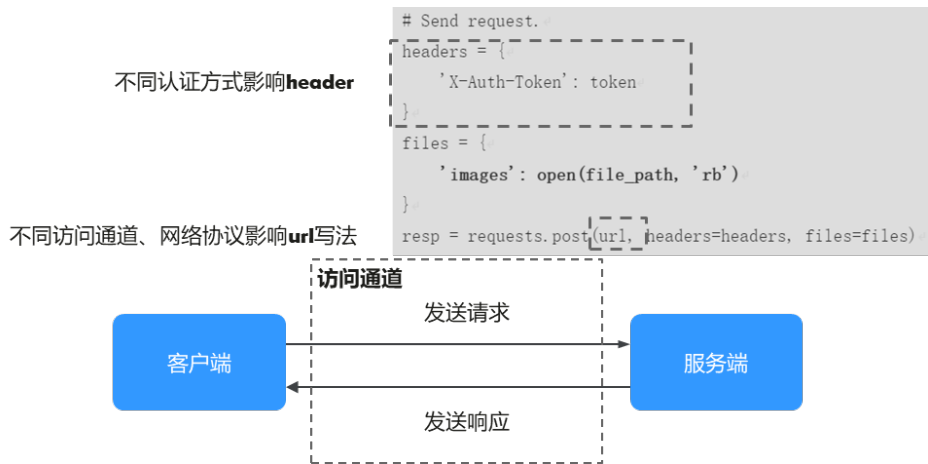 # Send request.
headers = {
'X-Auth-Token': token
}
不同认证方式影响header
files = {
'images': open(file_path, 'rb')
}
不同访问通道、网络协议影响url写法
resp = requests.post(url, headers=headers, files=files)
访问通道
发送请求
客户端
服务端
发送响应